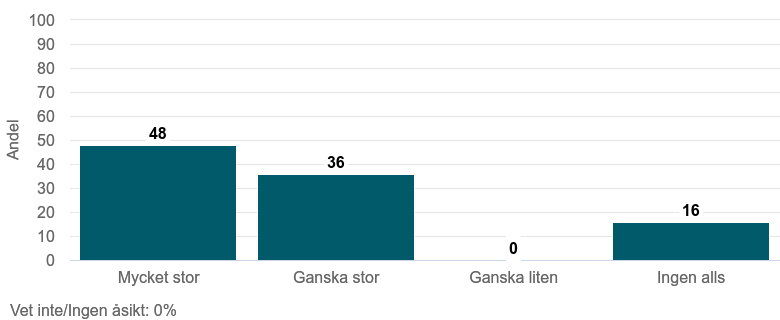 100
90
80
70
60
50
40
30
20
10
0
Andel
48
36
0
16
Mycket stor
Ganska stor
Ganska liten
Ingen alls
Vet inte/Ingen åsikt: 0%